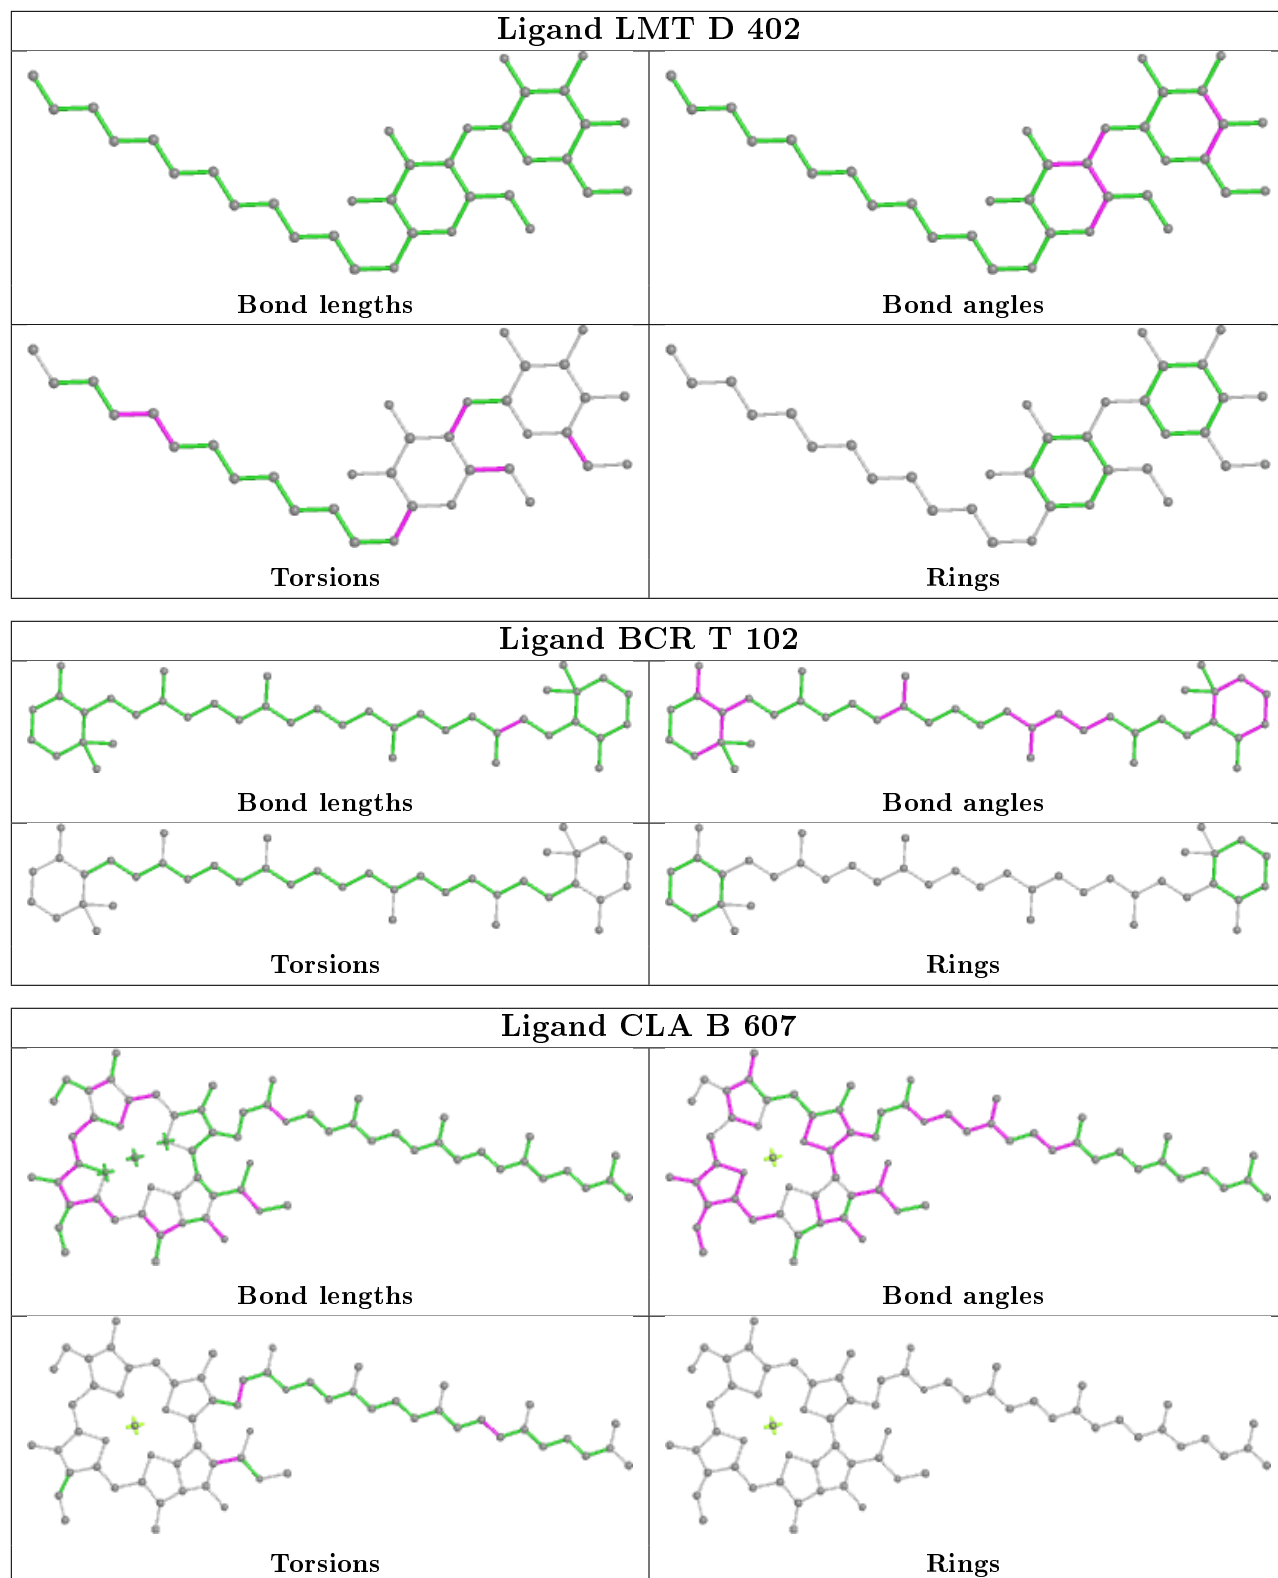 Ligand LMT D 402
Bond lengths
Bond angles
Torsions
Rings
Ligand BCR T 102
Bond lengths
Bond angles
Torsions
Rings
Ligand CLA B 607
Bond lengths
Bond angles
Torsions
Rings